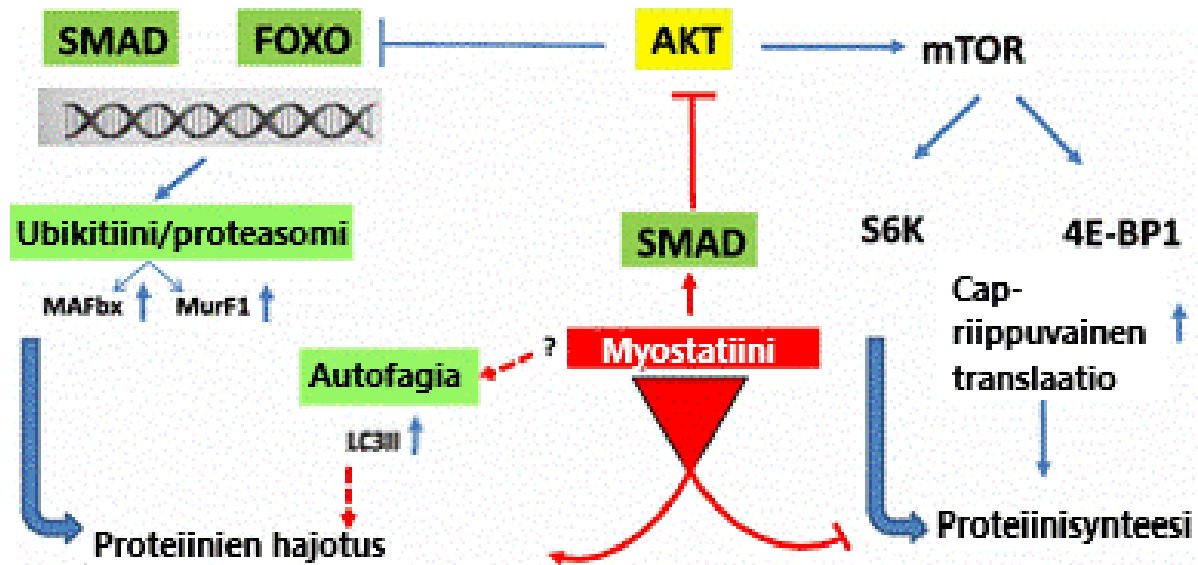 SMAD FOXO AKT mTOR
Ubikitiini/proteasomi
MAFbx MurF1
SMAD
S6K 4E-BP1
Cap-
riippuvainen
translaatio
? Myostatiini
Autofagia
LC3II
Proteiinien hajotus
Proteiinisynteesi